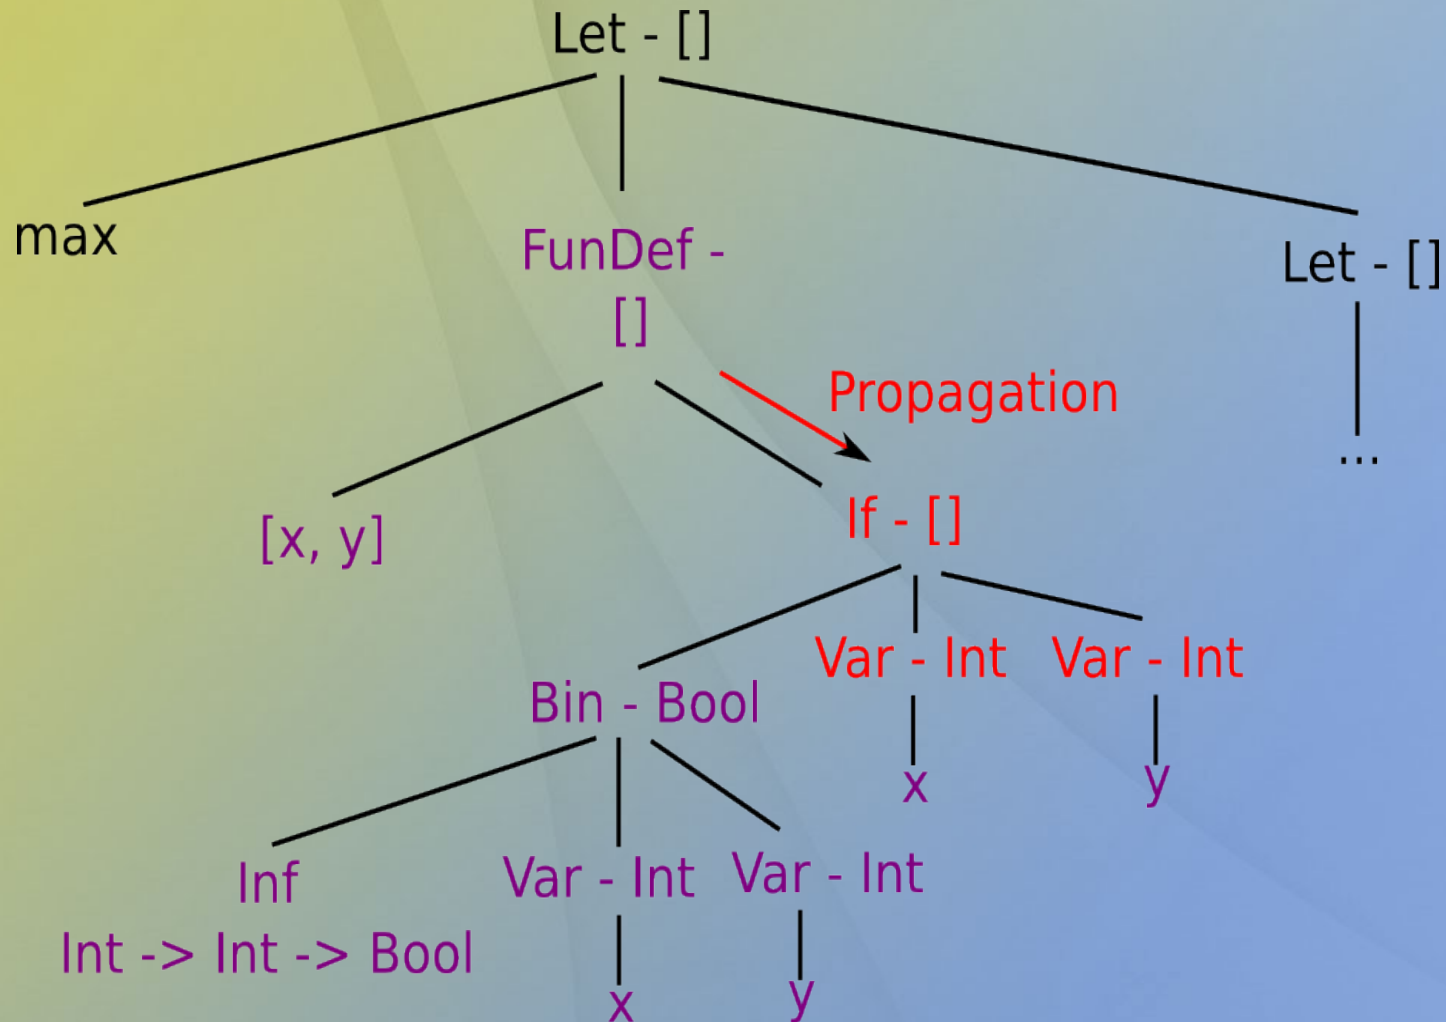 Let - []
max
FunDef -
[]
Let - []
Propagation
...
[x, y]
If - []
Var - Int
Var - Int
Bin - Bool
x
y
Inf
Int -> Int -> Bool
Var - Int
Var - Int
x
y